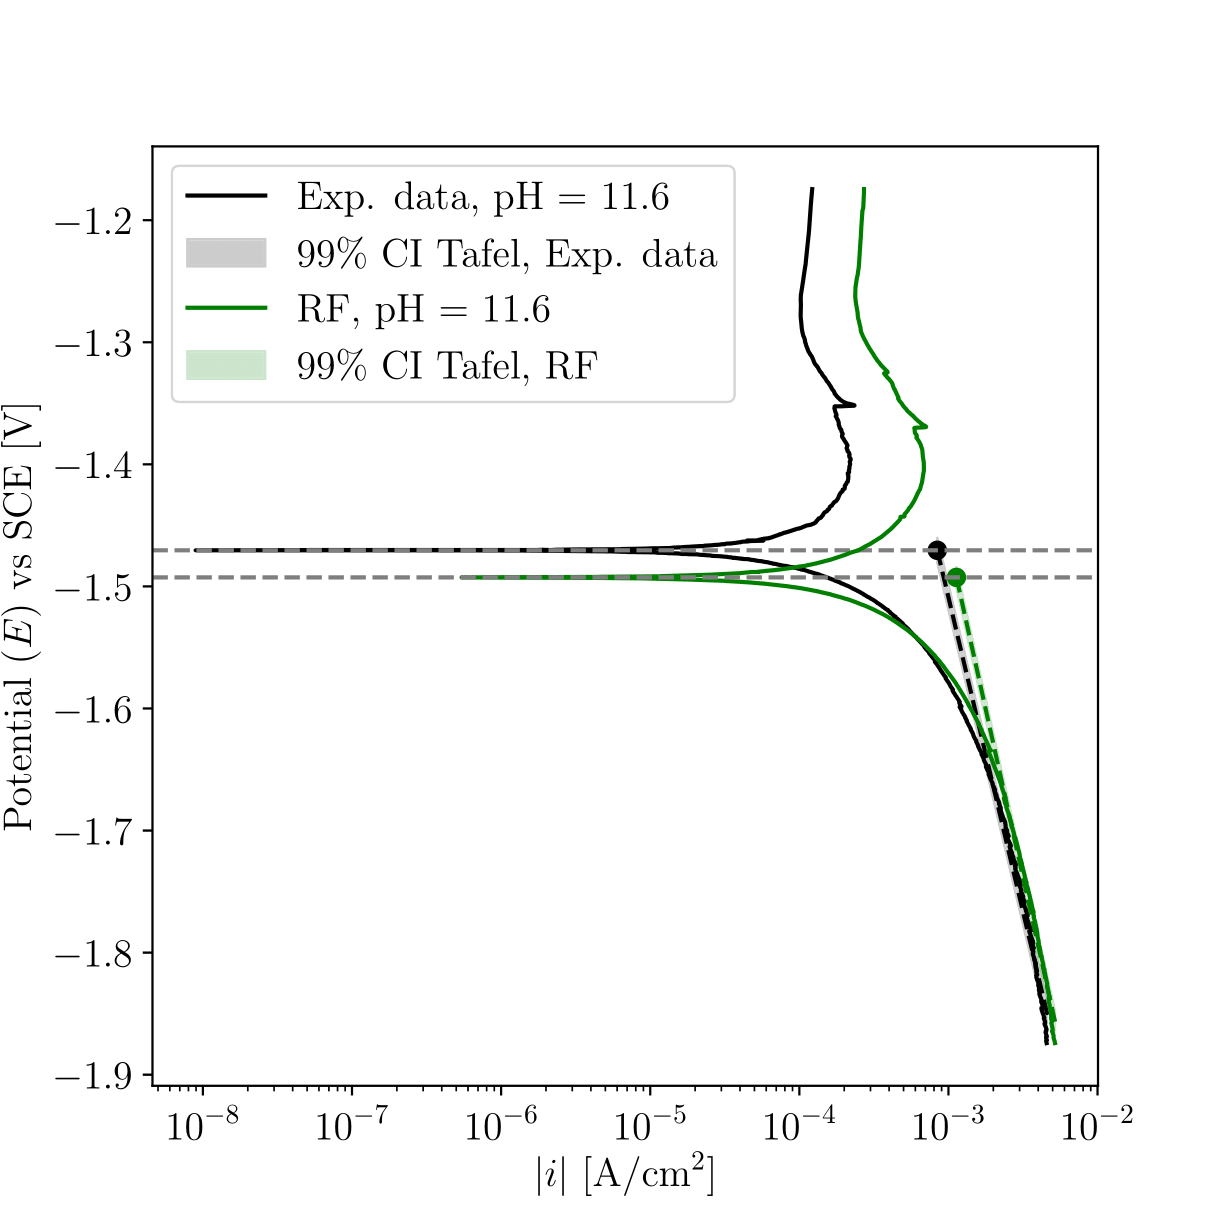 Exp. data, pH = 11.6
99% CI Tafel, Exp. data
RF, pH = 11.6
99% CI Tafel, RF
Potential (E) vs SCE [V]
−1.2
−1.3
−1.4
−1.5
−1.6
−1.7
−1.8
−1.9
10⁻⁸ 10⁻⁷ 10⁻⁶ 10⁻⁵ 10⁻⁴ 10⁻³ 10⁻²
|i| [A/cm²]